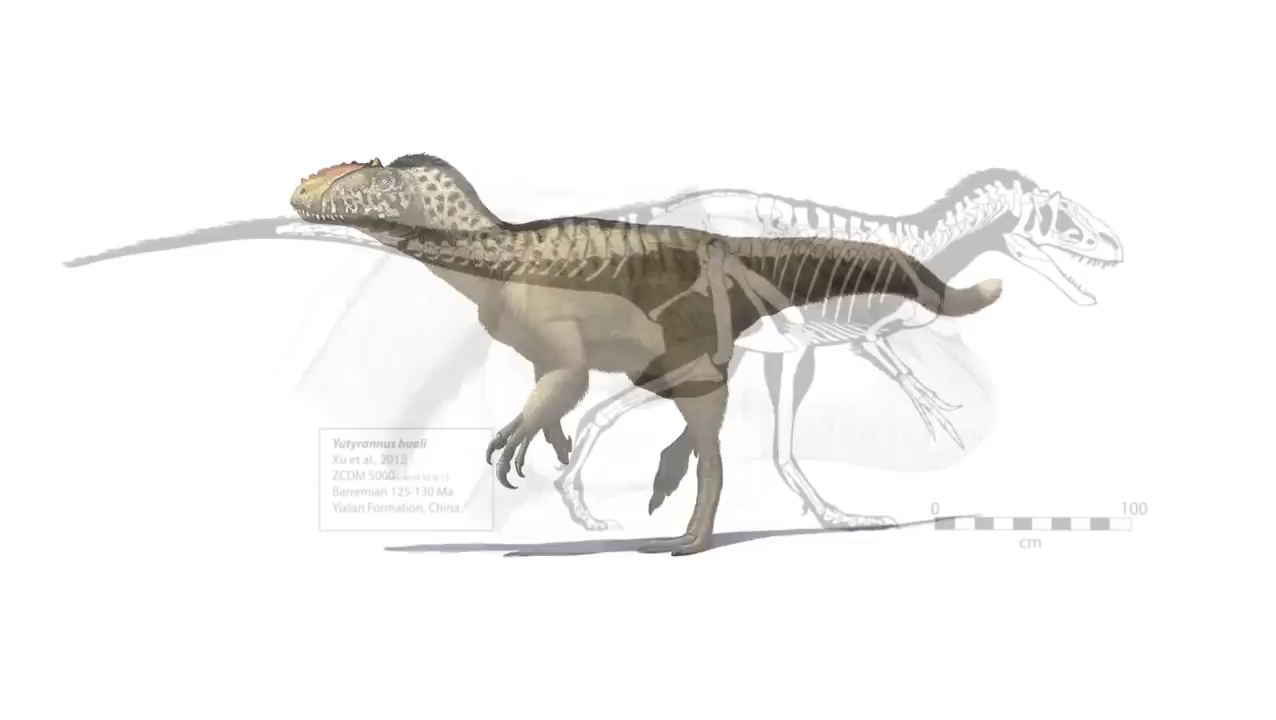 Yutyrannus huali
Xu et al., 2012
ZCDM 5000
Barremian 125-130 Ma
Yixian Formation, China
0 100
cm